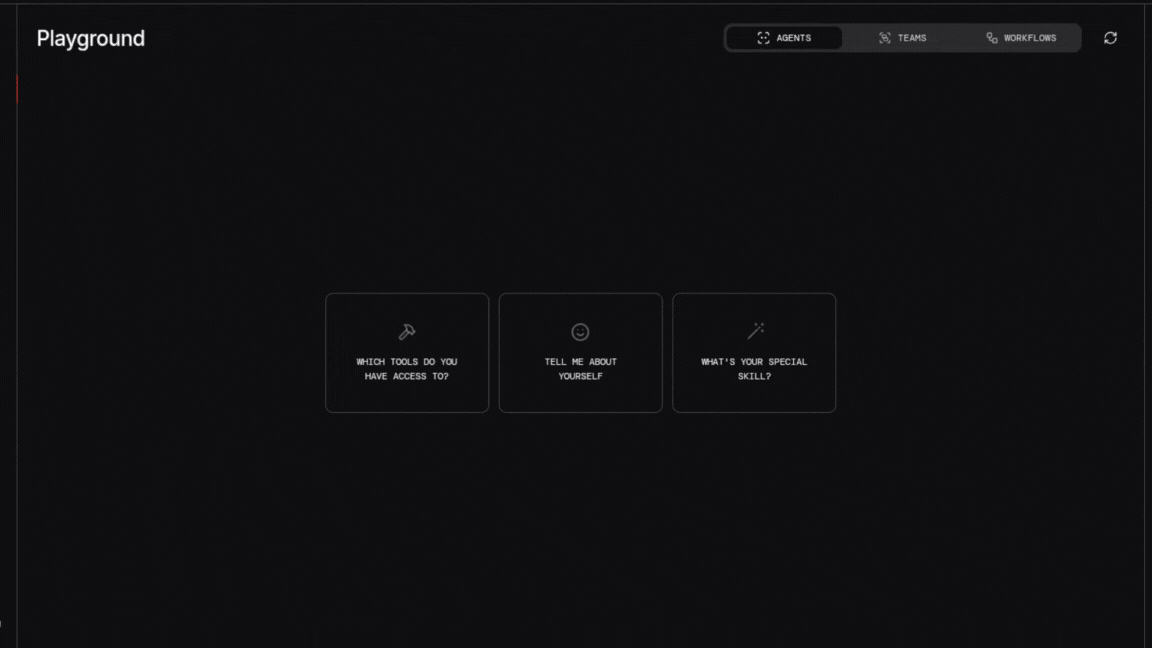 Playground
AGENTS
TEAMS
WORKFLOWS
WHICH TOOLS DO YOU
HAVE ACCESS TO?
TELL ME ABOUT
YOURSELF
WHAT'S YOUR SPECIAL
SKILL?